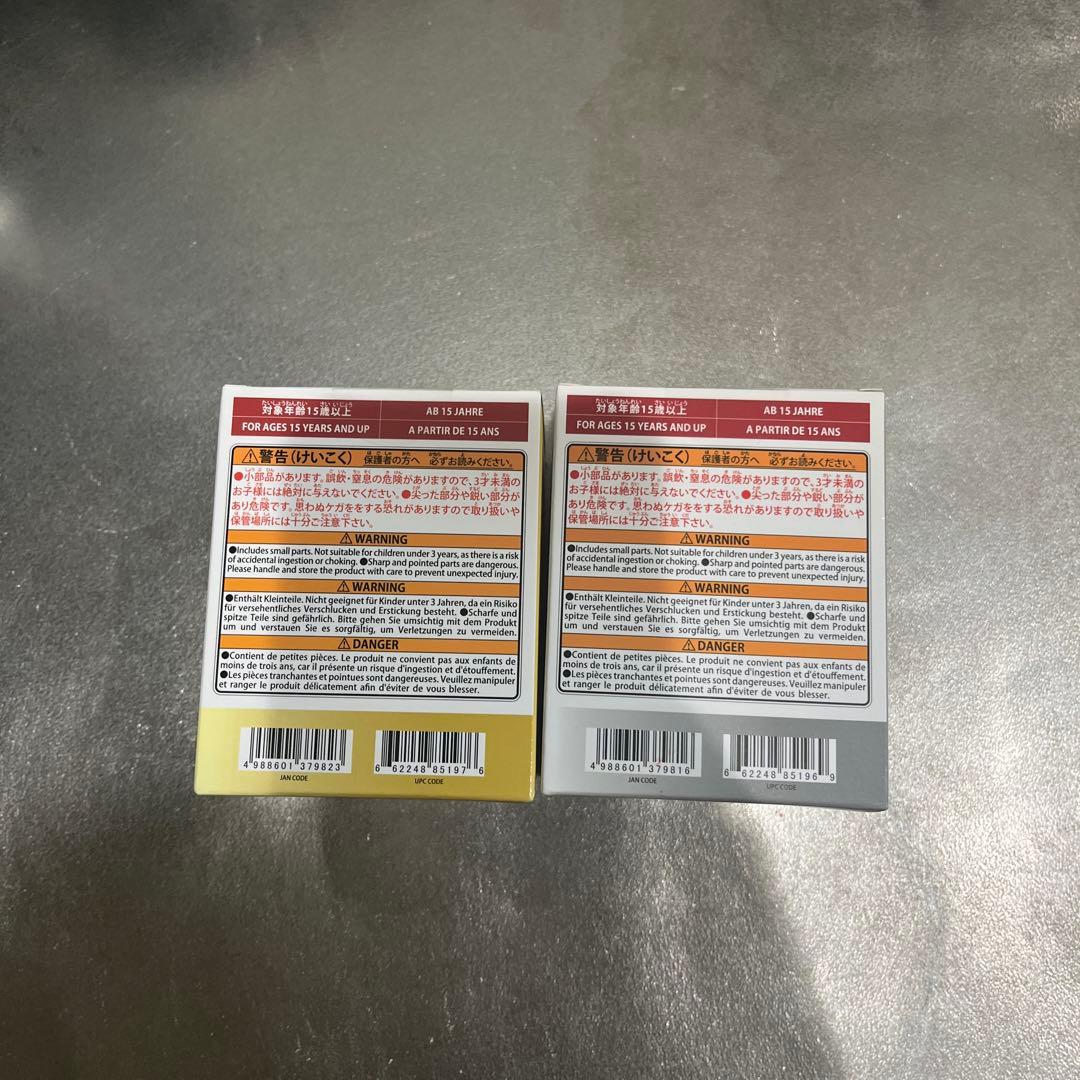 対象年齢15歳以上 AB 15 JAHRE
FOR AGES 15 YEARS AND UP A PARTIR DE 15 ANS
警告(けいこく) 保護者の方へ 必ずお読みください。
●小部品があります。誤飲・窒息の危険がありますので、3才未満の
お子様には絶対に与えないでください。●尖った部分や鋭い部分が
あり危険です。思わぬケガををする恐れがありますので取り扱いや
保管場所には十分ご注意下さい。
WARNING
●Includes small parts. Not suitable for children under 3 years, as there is a risk
of accidental ingestion or choking. ●Sharp and pointed parts are dangerous.
Please handle and store the product with care to prevent unexpected injury.
WARNING
●Enthält Kleinteile. Nicht geeignet für Kinder unter 3 Jahren, da ein Risiko
für versehentliches Verschlucken und Erstickung besteht. ●Scharfe und
spitze Teile sind gefährlich. Bitte gehen Sie umsichtig mit dem Produkt
um und verstauen Sie es sorgfältig, um Verletzungen zu vermeiden.
DANGER
●Contient de petites pièces. Le produit ne convient pas aux enfants de
moins de trois ans, car il présente un risque d'ingestion et d'étouffement.
●Les pièces tranchantes et pointues sont dangereuses. Veuillez manipuler
et ranger le produit délicatement afin d'éviter de vous blesser.
4 988601 379823
JAN CODE
6 62248 85197 6
UPC CODE
対象年齢15歳以上 AB 15 JAHRE
FOR AGES 15 YEARS AND UP A PARTIR DE 15 ANS
警告(けいこく) 保護者の方へ 必ずお読みください。
●小部品があります。誤飲・窒息の危険がありますので、3才未満の
お子様には絶対に与えないでください。●尖った部分や鋭い部分が
あり危険です。思わぬケガををする恐れがありますので取り扱いや
保管場所には十分ご注意下さい。
WARNING
●Includes small parts. Not suitable for children under 3 years, as there is a risk
of accidental ingestion or choking. ●Sharp and pointed parts are dangerous.
Please handle and store the product with care to prevent unexpected injury.
WARNING
●Enthält Kleinteile. Nicht geeignet für Kinder unter 3 Jahren, da ein Risiko
für versehentliches Verschlucken und Erstickung besteht. ●Scharfe und
spitze Teile sind gefährlich. Bitte gehen Sie umsichtig mit dem Produkt
um und verstauen Sie es sorgfältig, um Verletzungen zu vermeiden.
DANGER
●Contient de petites pièces. Le produit ne convient pas aux enfants de
moins de trois ans, car il présente un risque d'ingestion et d'étouffement.
●Les pièces tranchantes et pointues sont dangereuses. Veuillez manipuler
et ranger le produit délicatement afin d'éviter de vous blesser.
4 988601 379816
JAN CODE
6 62248 85196 9
UPC CODE